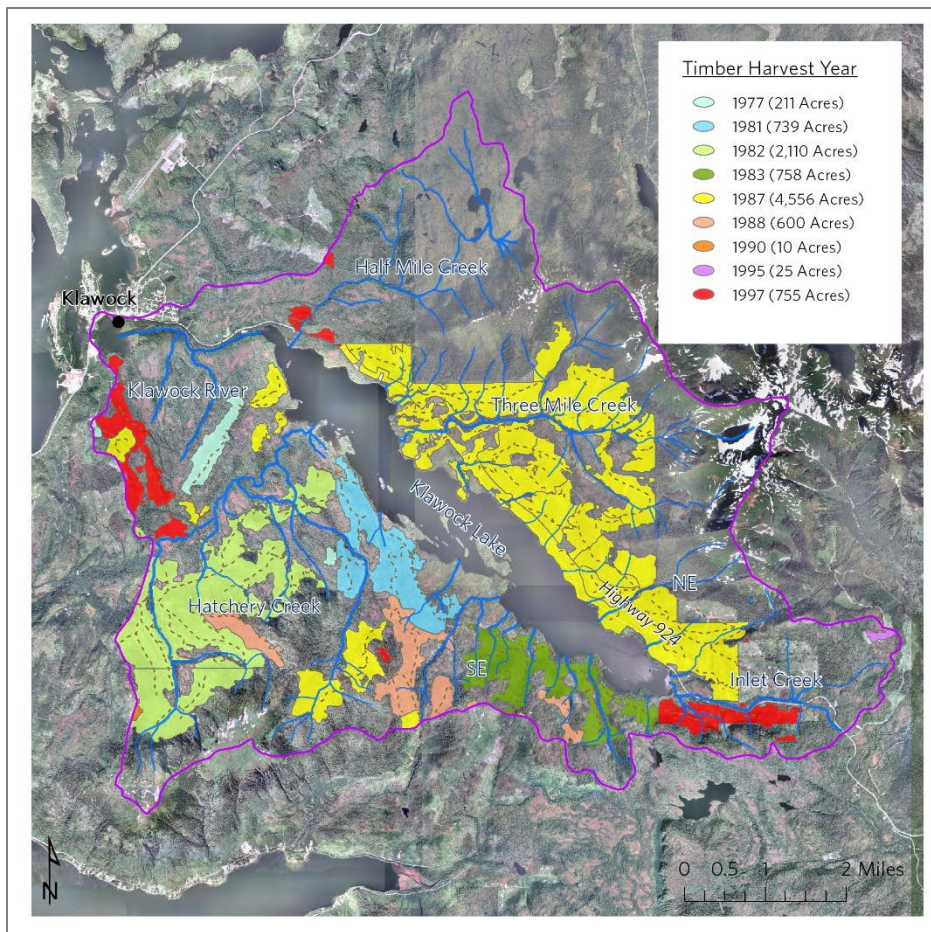 Timber Harvest Year
1977 (211 Acres)
1981 (739 Acres)
1982 (2,110 Acres)
1983 (758 Acres)
1987 (4,556 Acres)
1988 (600 Acres)
1990 (10 Acres)
1995 (25 Acres)
1997 (755 Acres)
Half Mile Creek
Klawock
Klawock River
Three Mile Creek
Klawock Lake
Hatchery Creek
NE
Highway 924
SE
Inlet Creek
0 0.5 1 2 Miles
N